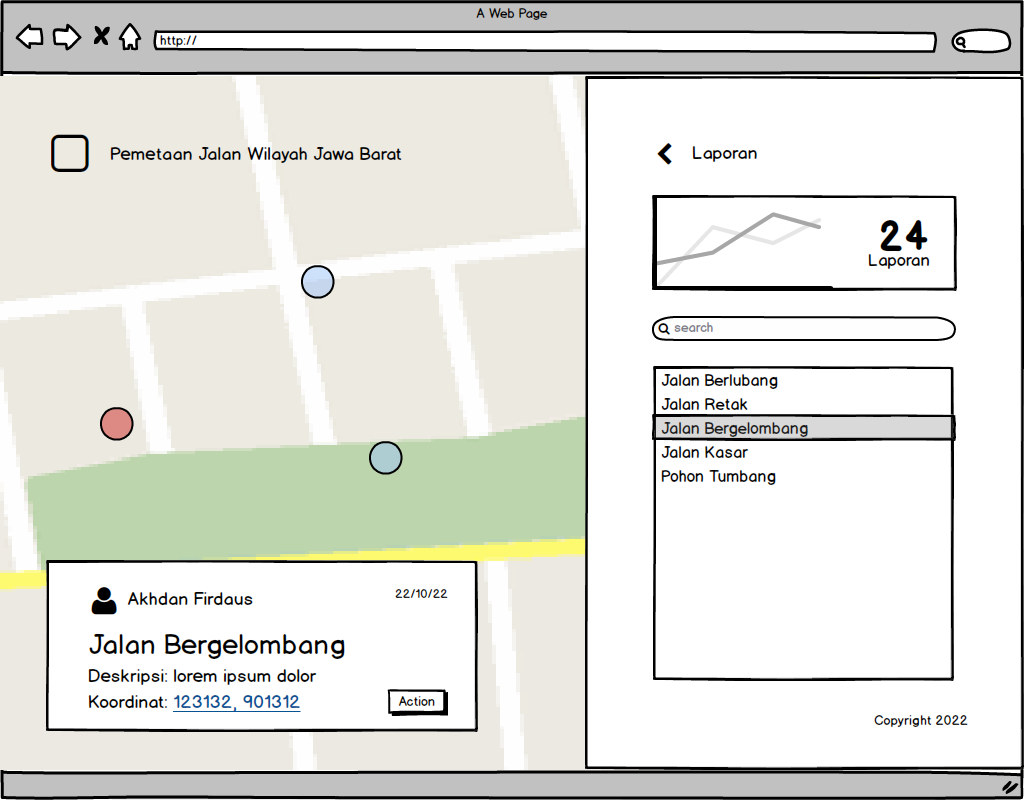 A Web Page
http://
Pemetaan Jalan Wilayah Jawa Barat
Laporan
24
Laporan
search
Jalan Berlubang
Jalan Retak
Jalan Bergelombang
Jalan Kasar
Pohon Tumbang
Akhdan Firdaus
22/10/22
Jalan Bergelombang
Deskripsi: lorem ipsum dolor
Koordinat: 123132, 901312
Action
Copyright 2022